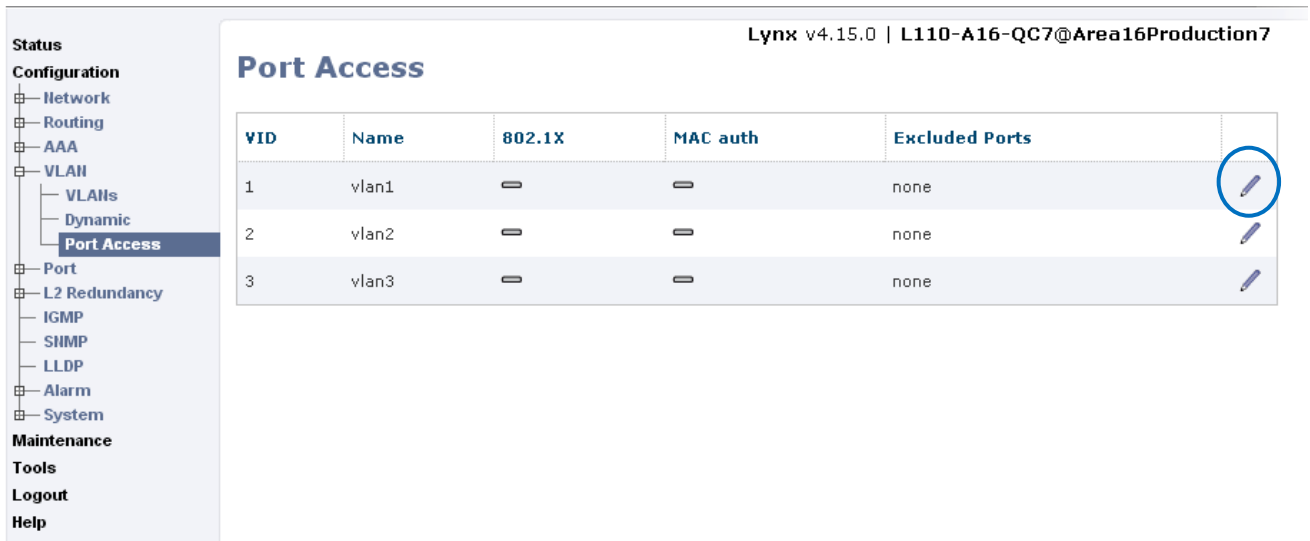 Lynx v4.15.0 | L110-A16-QC7@Area16Production7
Status
Configuration
Network
Routing
AAA
VLAN
VLANs
Dynamic
Port Access
Port
L2 Redundancy
IGMP
SNMP
LLDP
Alarm
System
Maintenance
Tools
Logout
Help
Port Access
VID Name 802.1X MAC auth Excluded Ports
1 vlan1 none
2 vlan2 none
3 vlan3 none